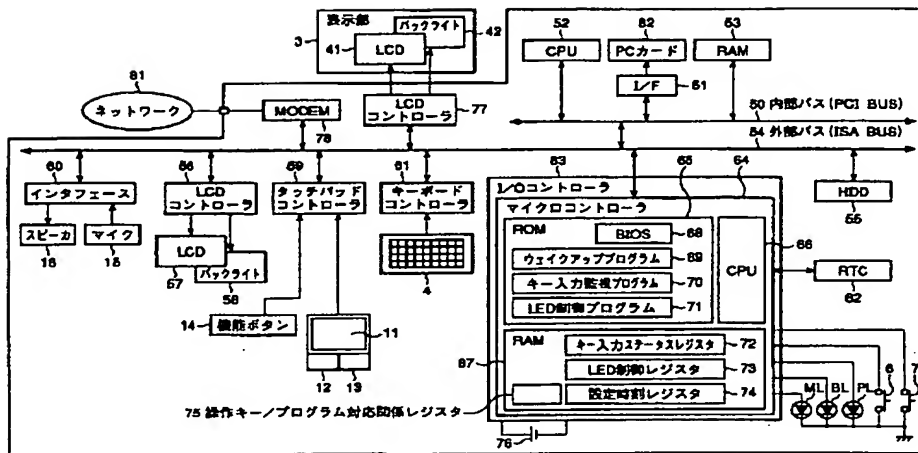 表示部
3
バックライト
42
41
LCD
52
CPU
82
PCカード
53
RAM
I/F
51
81
ネットワーク
MODEM
78
LCD
コントローラ
77
50 内部バス(PCI BUS)
54 外部バス(ISA BUS)
60
インタフェース
スピーカ
16
マイク
15
56
LCD
コントローラ
LCD
57
バックライト
58
59
タッチパッド
コントローラ
61
キーボード
コントローラ
4
14
機能ボタン
11
12
13
63
I/Oコントローラ
65
64
マイクロコントローラ
ROM
BIOS
68
ウェイクアッププログラム
69
キー入力監視プログラム
70
LED制御プログラム
71
CPU
66
67
RAM
キー入力ステータスレジスタ
72
LED制御レジスタ
73
設定時刻レジスタ
74
75 操作キー/プログラム対応関係レジスタ
76
HDD
55
RTC
62
ML
BL
PL
6
7